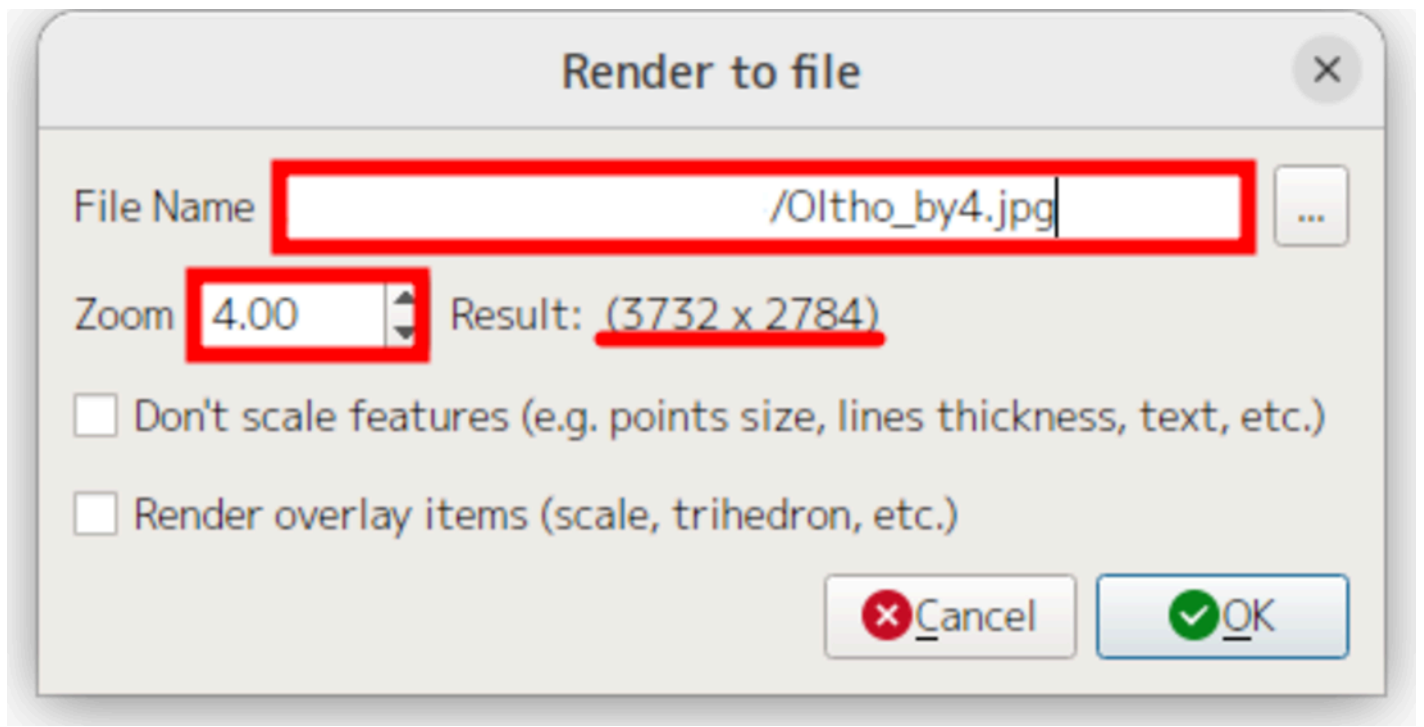 Render to file
File Name /Oltho_by4.jpg ...
Zoom 4.00 Result: (3732 x 2784)
Don't scale features (e.g. points size, lines thickness, text, etc.)
Render overlay items (scale, trihedron, etc.)
Cancel OK